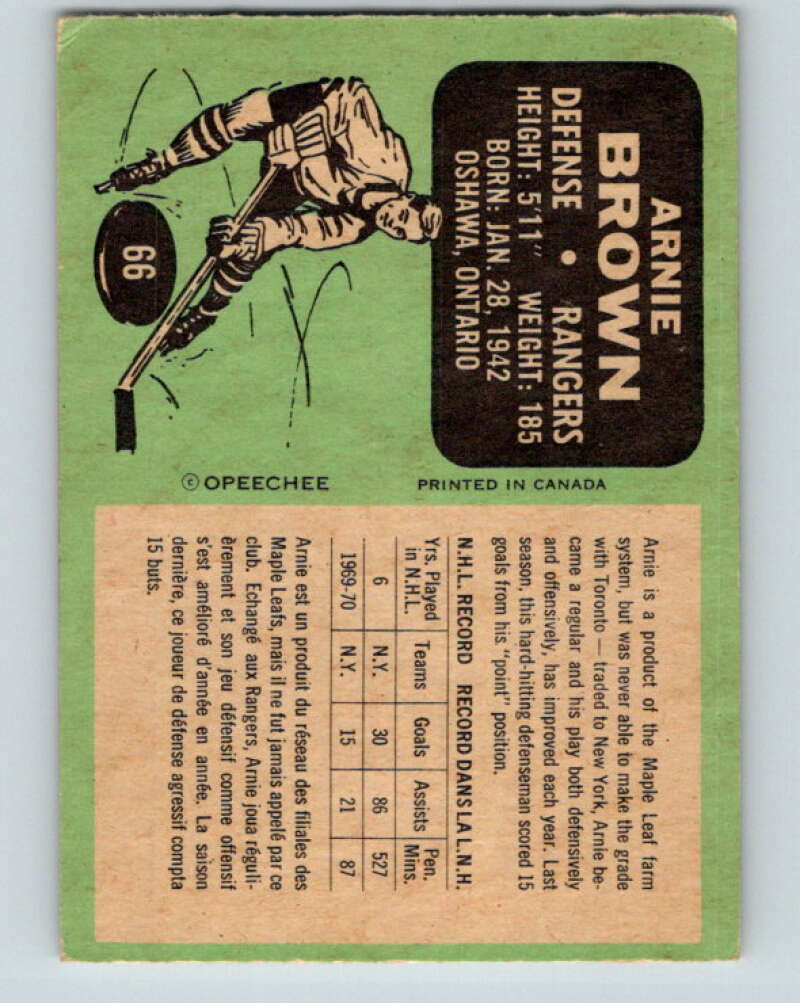 ARNIE
BROWN
DEFENSE • RANGERS
HEIGHT: 5'11" WEIGHT: 185
BORN: JAN. 28, 1942
OSHAWA, ONTARIO
66
© OPEECHEE
PRINTED IN CANADA
Arnie is a product of the Maple Leaf farm
system, but was never able to make the grade
with Toronto — traded to New York, Arnie be-
came a regular and his play both defensively
and offensively, has improved each year. Last
season, this hard-hitting defenseman scored 15
goals from his "point" position.
N.H.L. RECORD RECORD DANS LA L.N.H.
Yrs. Played in N.H.L. Teams Goals Assists Pen. Mins.
6 N.Y. 30 86 527
1969-70 N.Y. 15 21 87
Arnie est un produit du réseau des filiales des
Maple Leafs, mais il ne fut jamais appelé par ce
club. Echangé aux Rangers, Arnie joua réguli-
èrement et son jeu défensif comme offensif
s'est amélioré d'année en année. La saison
dernière, ce joueur de défense agressif compta
15 buts.